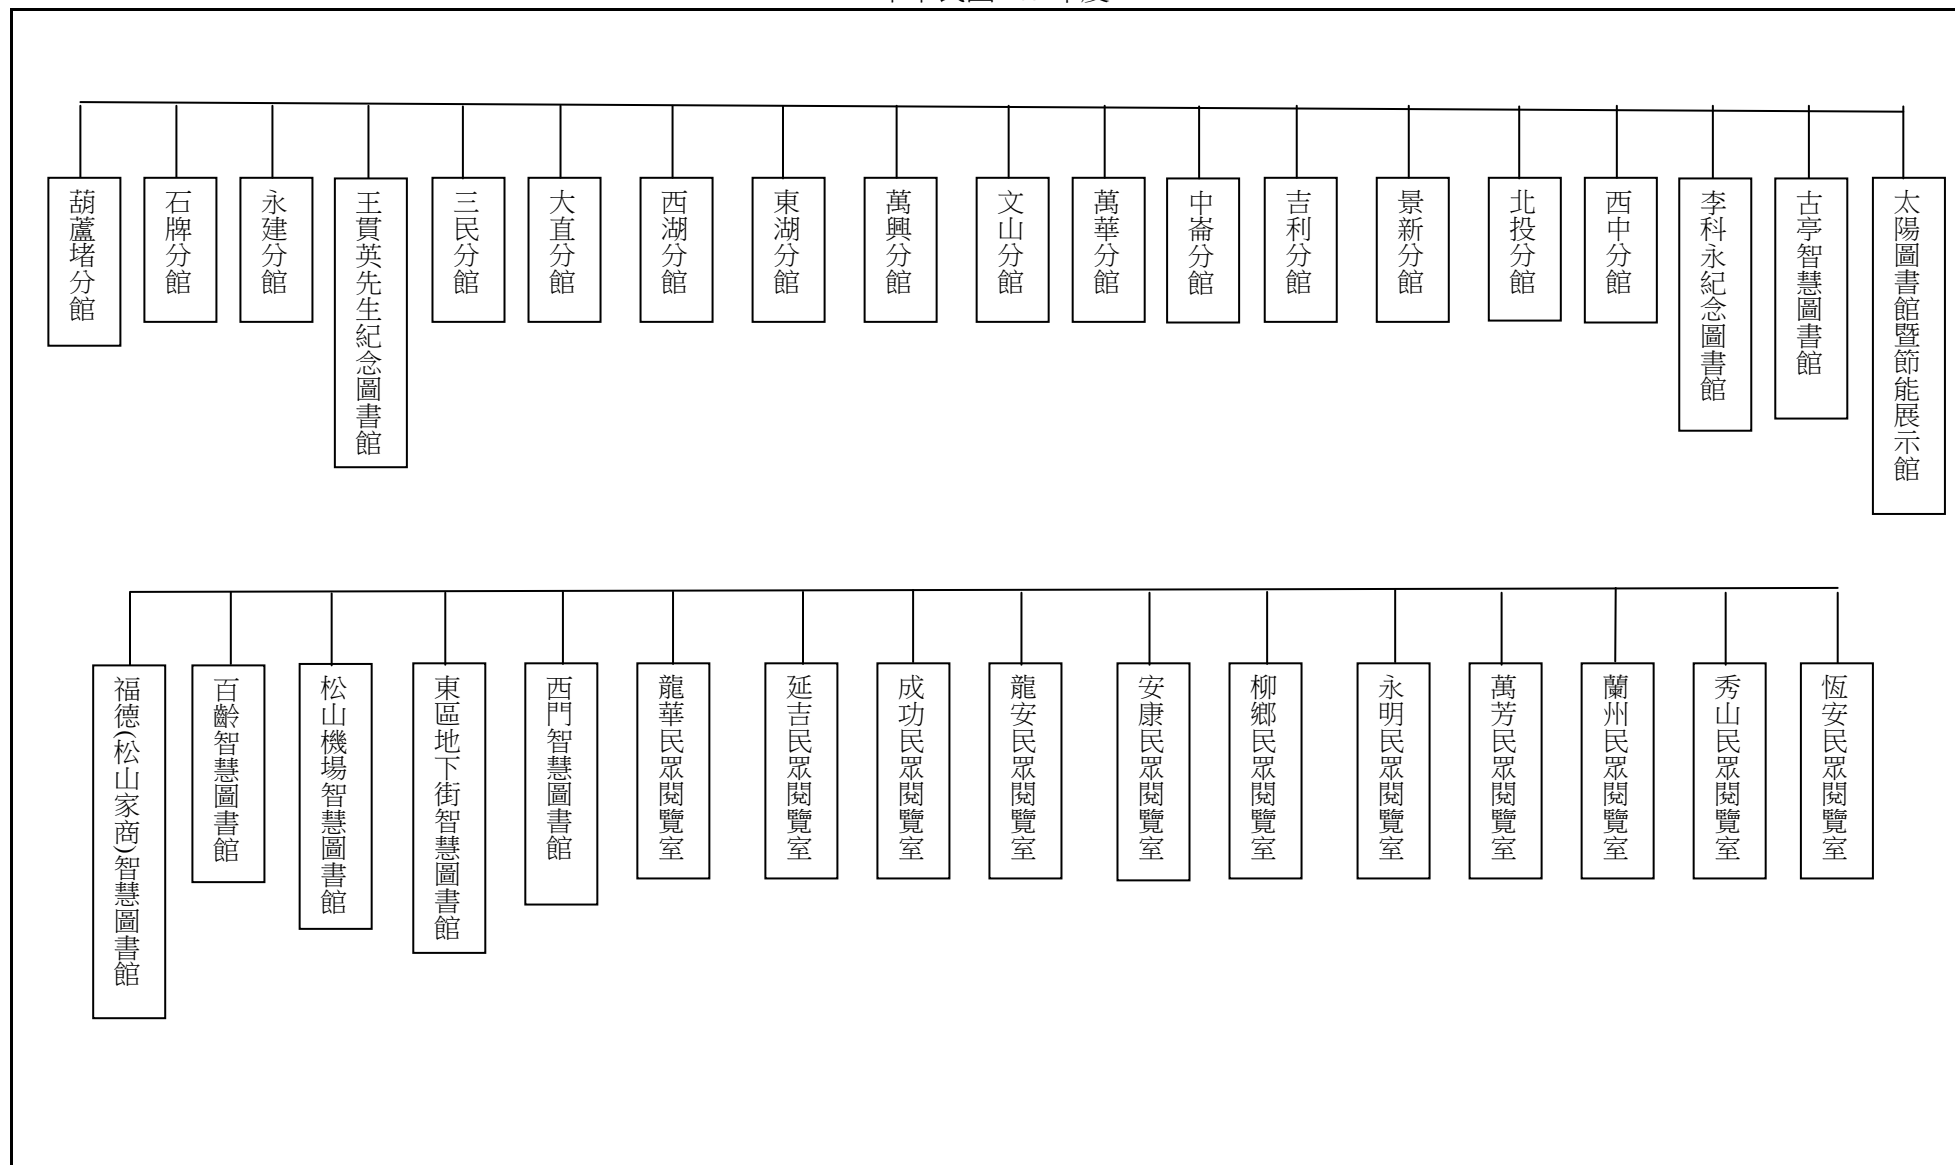 葫蘆堵分館
石牌分館
永建分館
王貫英先生紀念圖書館
三民分館
大直分館
西湖分館
東湖分館
萬興分館
文山分館
萬華分館
中崙分館
吉利分館
景新分館
北投分館
西中分館
李科永紀念圖書館
古亭智慧圖書館
太陽圖書館暨節能展示館
福德(松山家商)智慧圖書館
百齡智慧圖書館
松山機場智慧圖書館
東區地下街智慧圖書館
西門智慧圖書館
龍華民眾閱覽室
延吉民眾閱覽室
成功民眾閱覽室
龍安民眾閱覽室
安康民眾閱覽室
柳鄉民眾閱覽室
永明民眾閱覽室
萬芳民眾閱覽室
蘭州民眾閱覽室
秀山民眾閱覽室
恆安民眾閱覽室